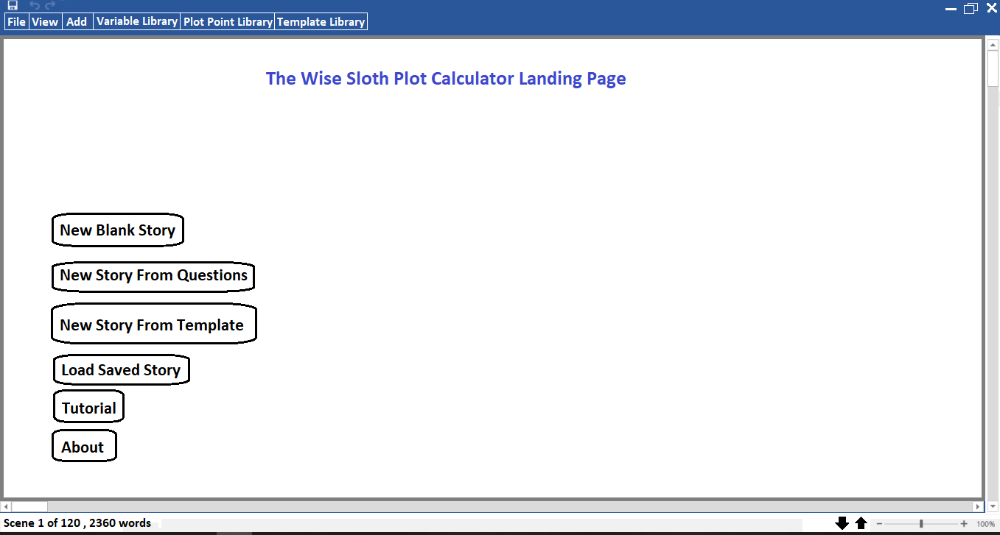 File View Add Variable Library Plot Point Library Template Library
The Wise Sloth Plot Calculator Landing Page
New Blank Story
New Story From Questions
New Story From Template
Load Saved Story
Tutorial
About
Scene 1 of 120 , 2360 words
100%